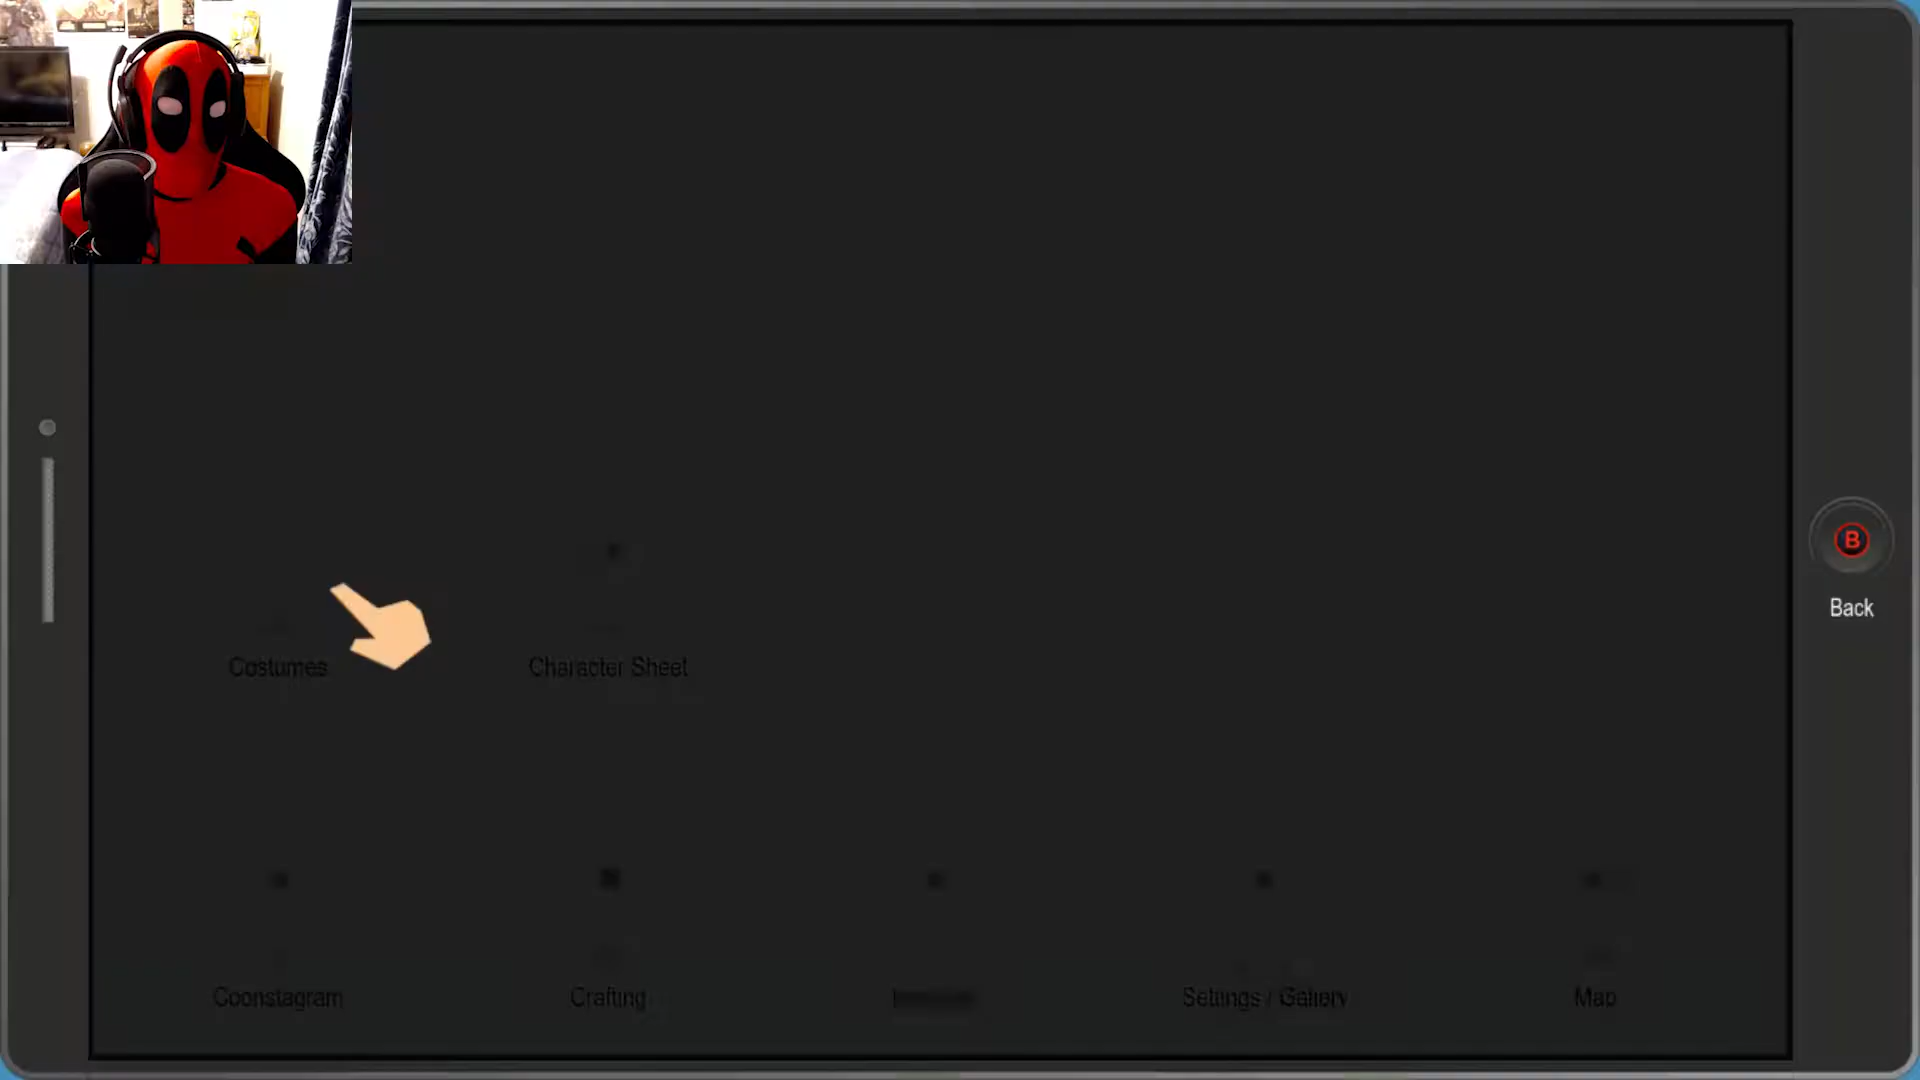 B
Back
Costumes
Character Sheet
Coonstagram
Crafting
Settings / Gallery
Map